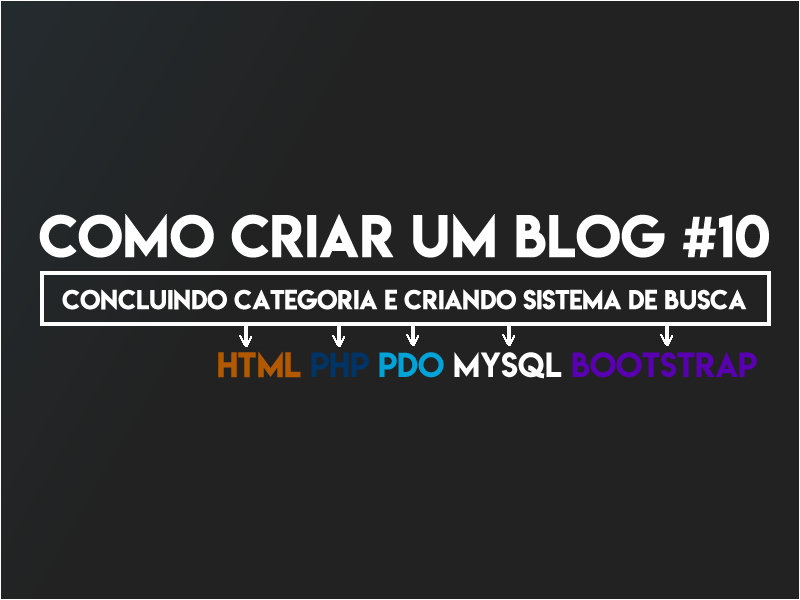 COMO CRIAR UM BLOG #10
CONCLUINDO CATEGORIA E CRIANDO SISTEMA DE BUSCA
HTML PHP PDO MYSQL BOOTSTRAP